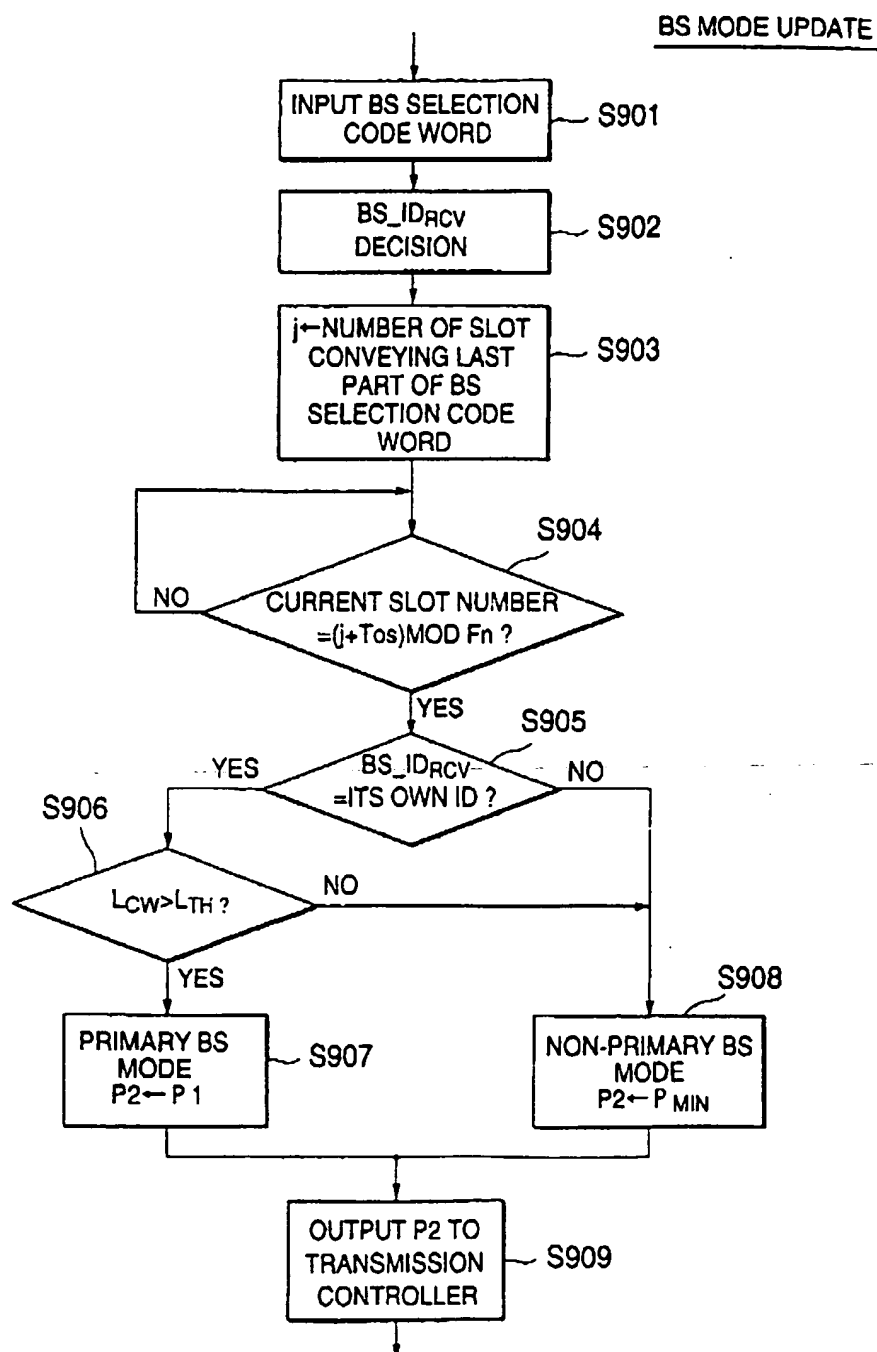 BS MODE UPDATE
INPUT BS SELECTION
CODE WORD
S901
BS_IDRCV
DECISION
S902
j←NUMBER OF SLOT
CONVEYING LAST
PART OF BS
SELECTION CODE
WORD
S903
S904
NO
CURRENT SLOT NUMBER
=(j+Tos)MOD Fn ?
YES
S905
YES
BS_IDRCV
=ITS OWN ID ?
NO
S906
LCW>LTH ?
NO
YES
S908
PRIMARY BS
MODE
P2← P1
S907
NON-PRIMARY BS
MODE
P2← PMIN
OUTPUT P2 TO
TRANSMISSION
CONTROLLER
S909